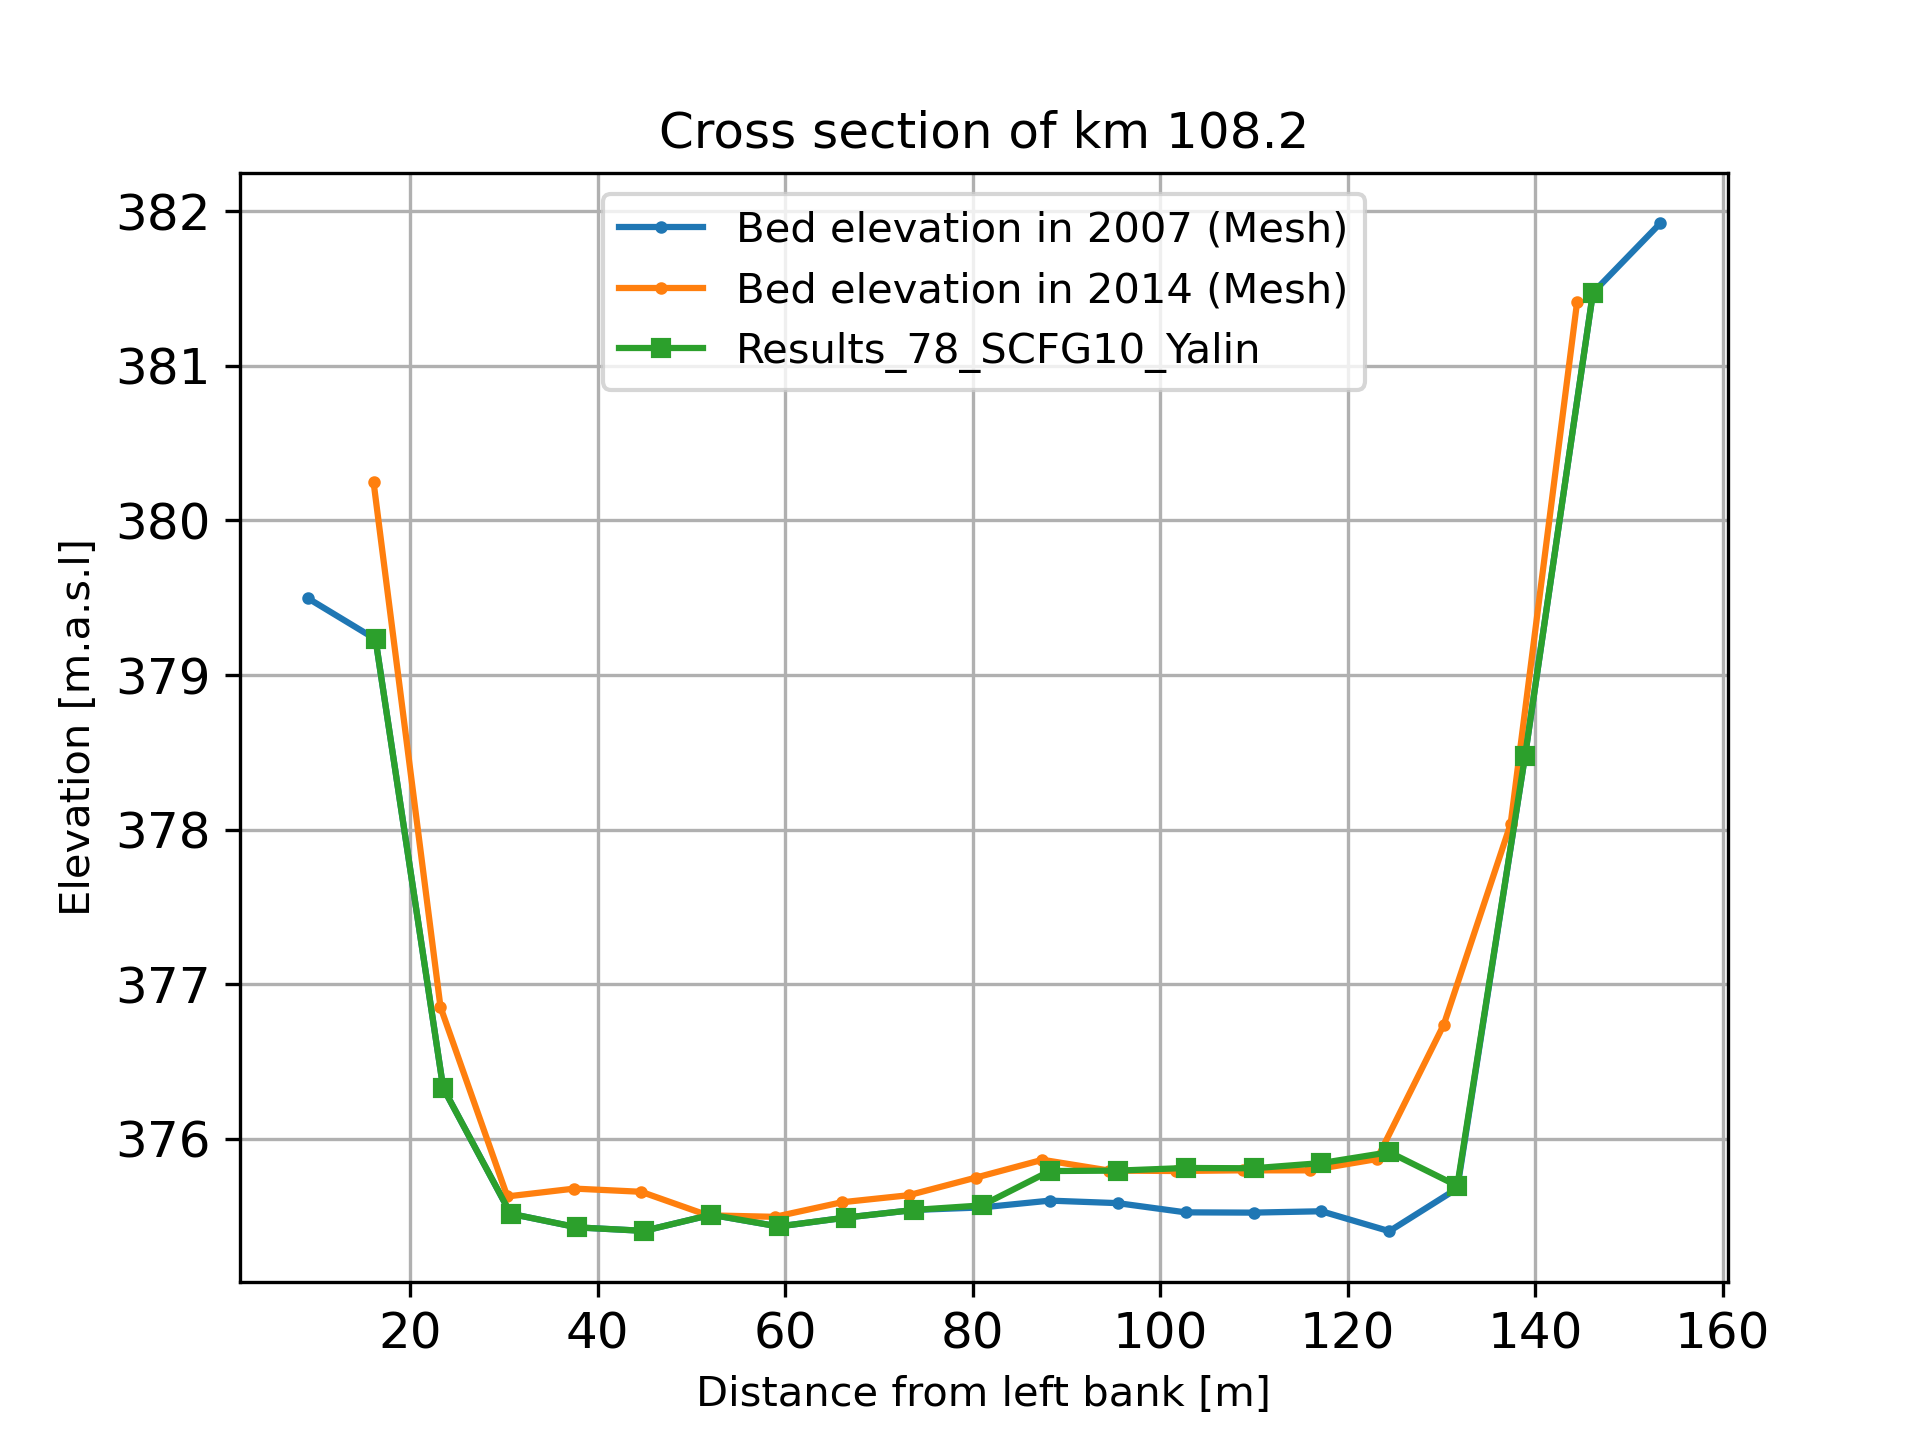 Cross section of km 108.2
Bed elevation in 2007 (Mesh)
Bed elevation in 2014 (Mesh)
Results_78_SCFG10_Yalin
382
381
380
379
378
377
376
Elevation [m.a.s.l]
20 40 60 80 100 120 140 160
Distance from left bank [m]